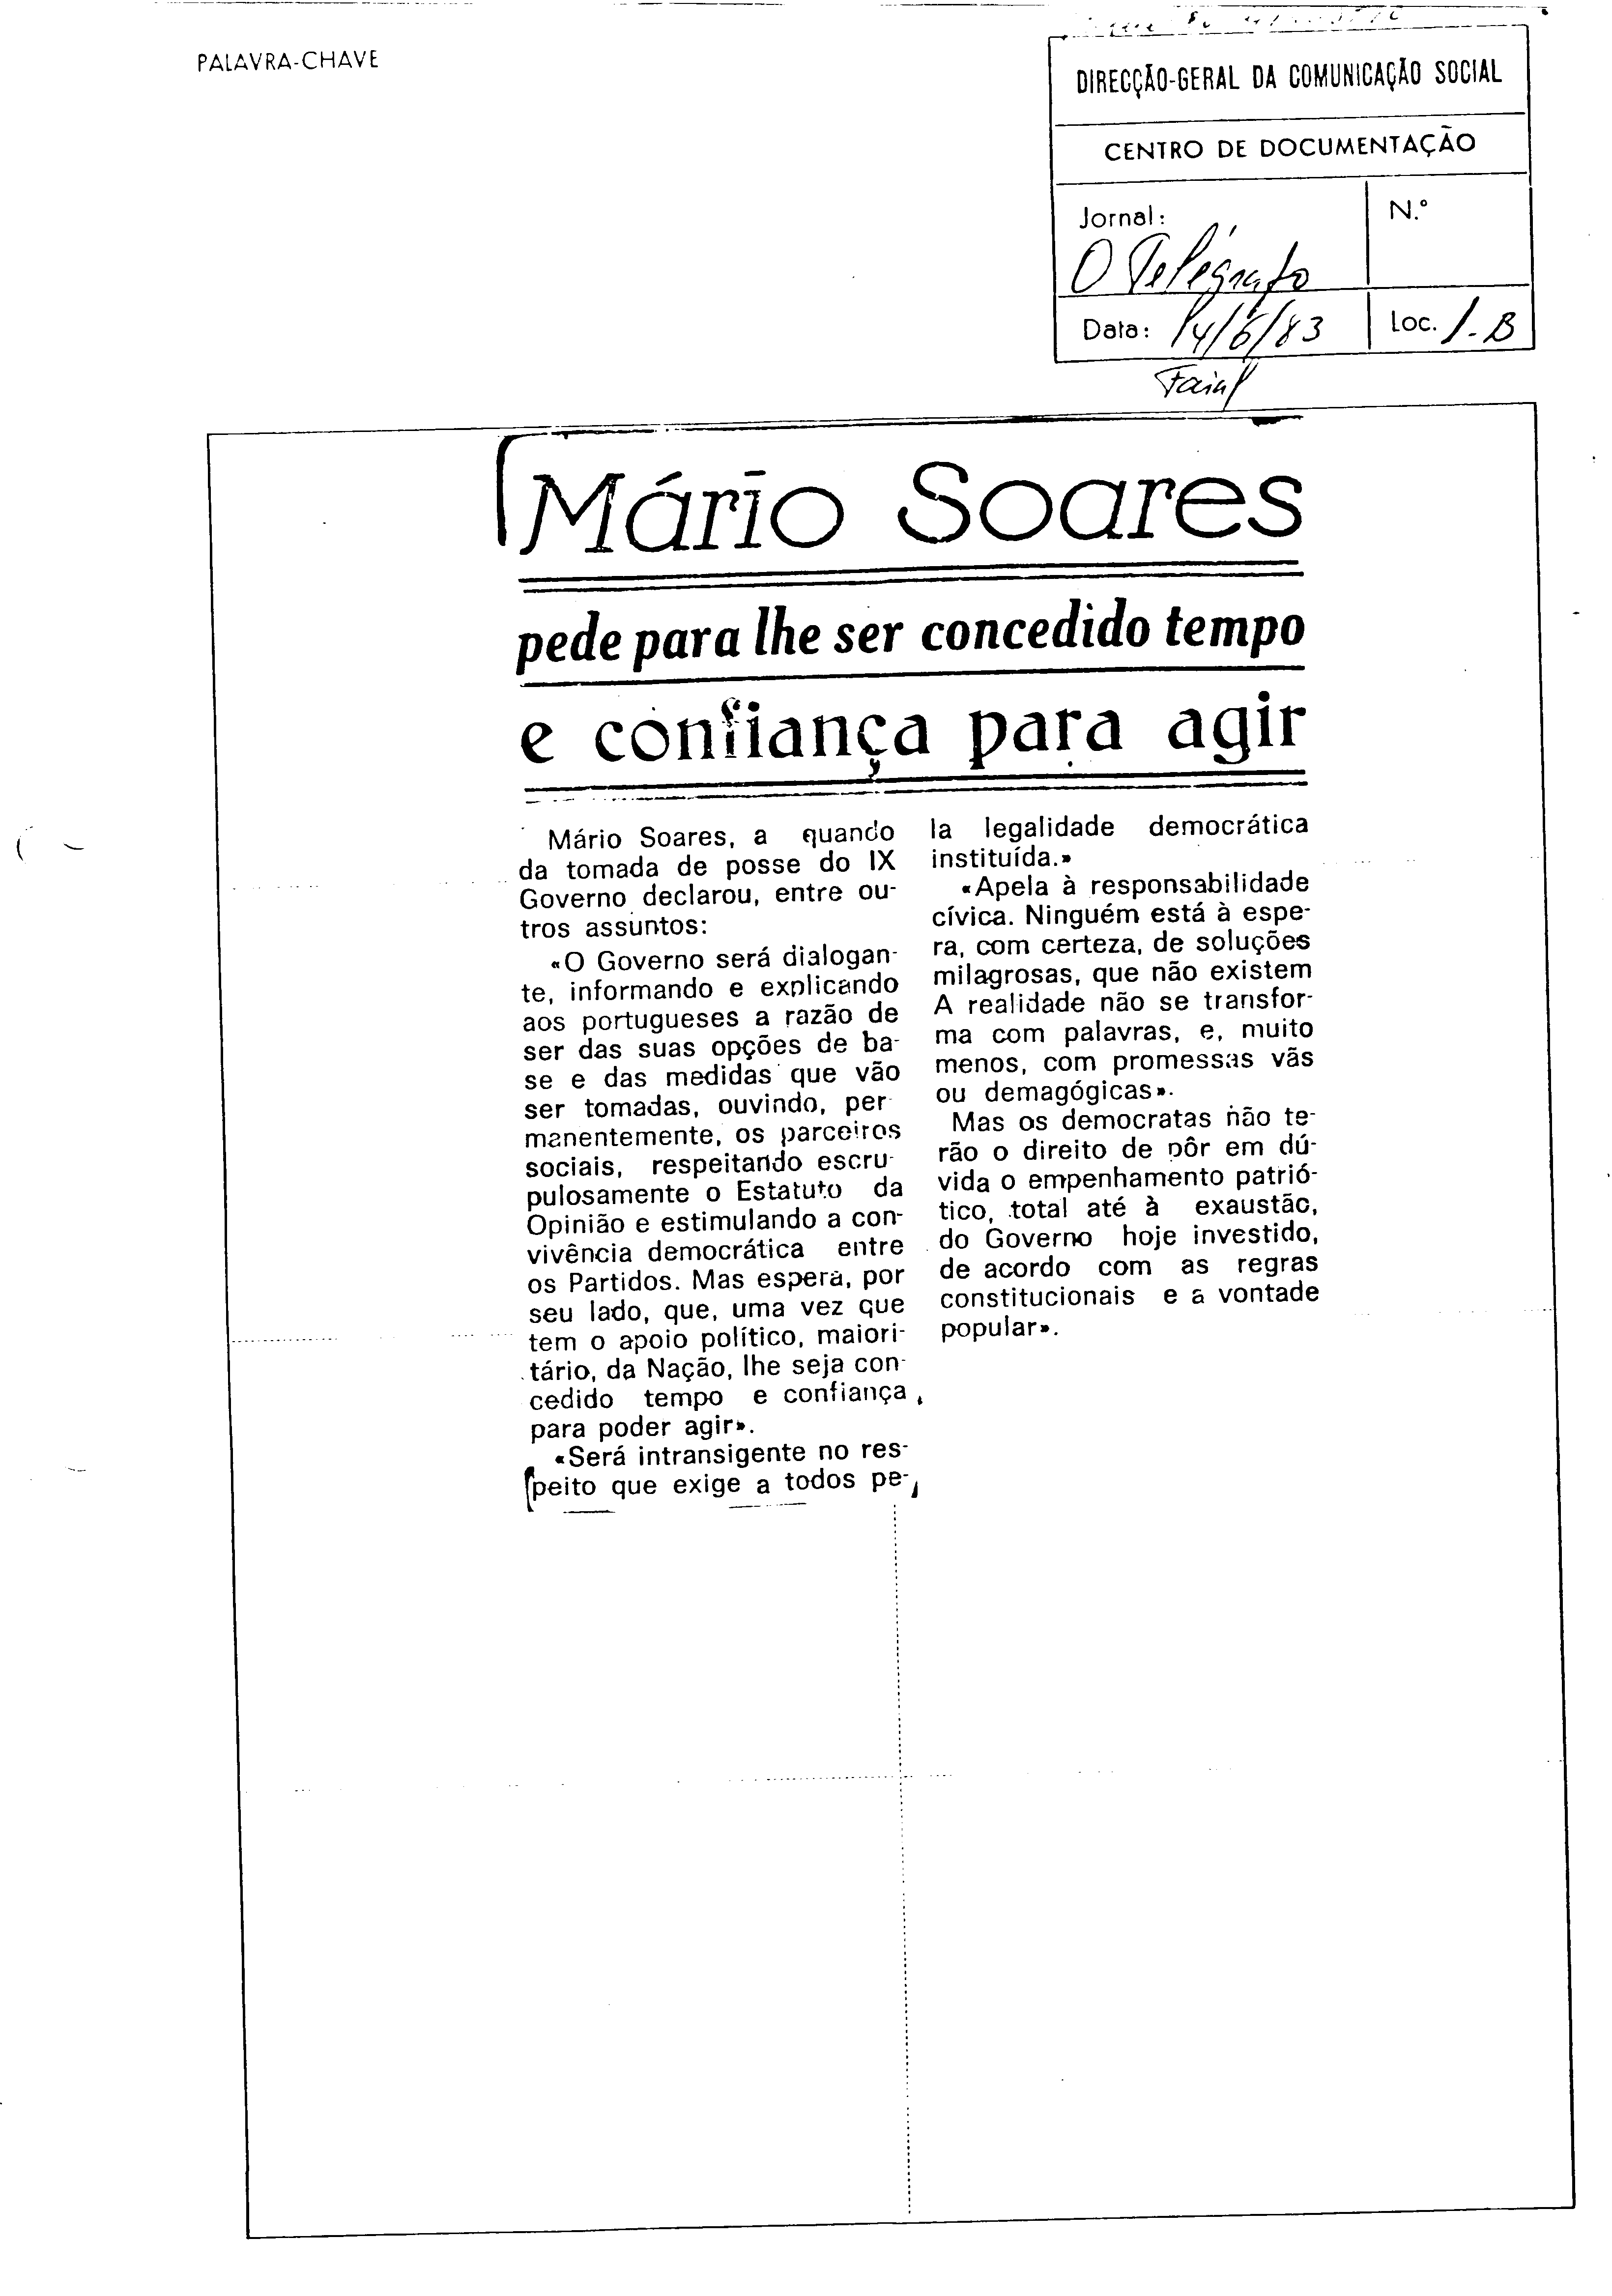 PALAVRA-CHAVE
DIRECÇÃO-GERAL DA COMUNICAÇÃO SOCIAL
CENTRO DE DOCUMENTAÇÃO
Jornal:
O Telégrafo
N.º
Data: 14/6/83
Loc. 1-B
Mário Soares
pede para lhe ser concedido tempo
e confiança para agir
Mário Soares, a quando
da tomada de posse do IX
Governo declarou, entre ou-
tros assuntos:
«O Governo será dialogan-
te, informando e explicando
aos portugueses a razão de
ser das suas opções de ba-
se e das medidas que vão
ser tomadas, ouvindo, per-
manentemente, os parceiros
sociais, respeitando escru-
pulosamente o Estatuto da
Opinião e estimulando a con-
vivência democrática entre
os Partidos. Mas espera, por
seu lado, que, uma vez que
tem o apoio político, maiori-
tário, da Nação, lhe seja con-
cedido tempo e confiança
para poder agir».
«Será intransigente no res-
peito que exige a todos pe-
la legalidade democrática
instituída.»
«Apela à responsabilidade
cívica. Ninguém está à espe-
ra, com certeza, de soluções
milagrosas, que não existem
A realidade não se transfor-
ma com palavras, e, muito
menos, com promessas vãs
ou demagógicas».
Mas os democratas não te-
rão o direito de pôr em dú-
vida o empenhamento patrió-
tico, total até à exaustão,
do Governo hoje investido,
de acordo com as regras
constitucionais e a vontade
popular».